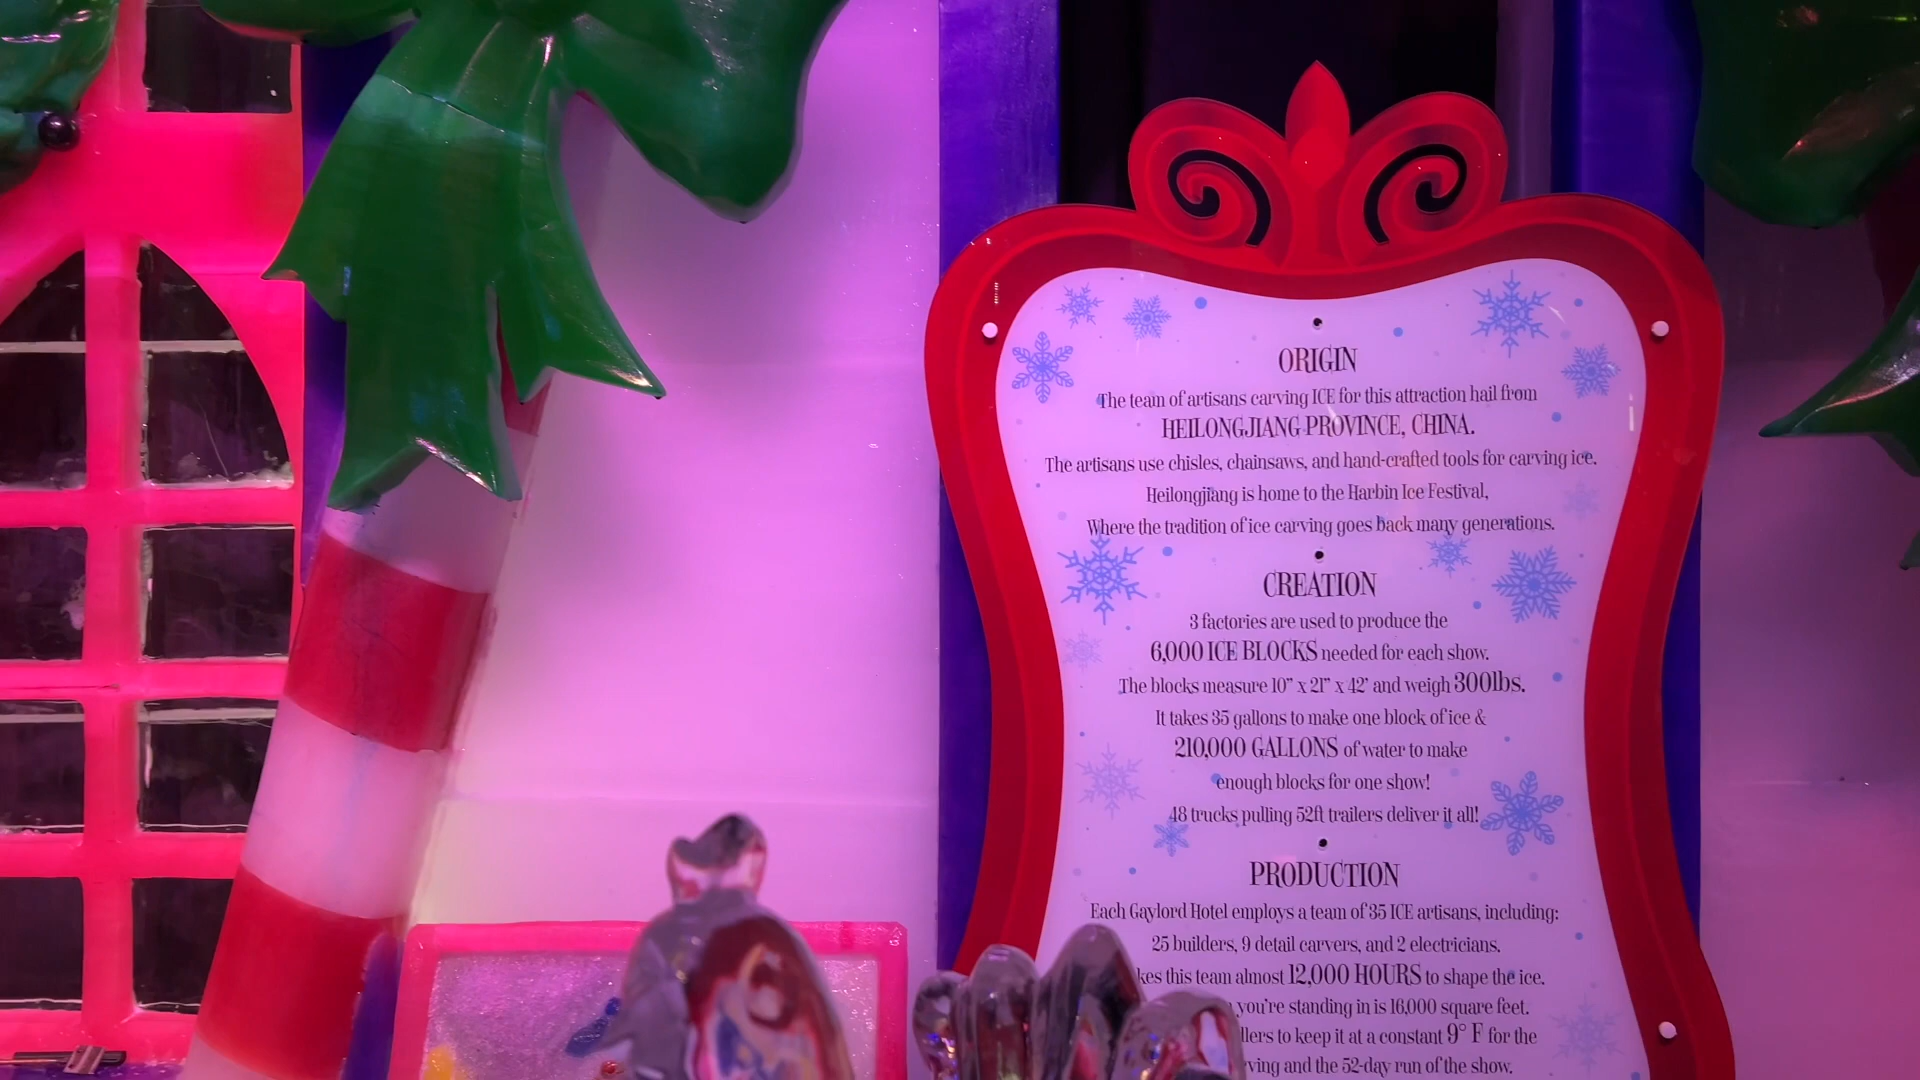 ORIGIN
The team of artisans carving ICE for this attraction hail from
HEILONGJIANG PROVINCE, CHINA.
The artisans use chisles, chainsaws, and hand-crafted tools for carving ice.
Heilongjiang is home to the Harbin Ice Festival,
Where the tradition of ice carving goes back many generations.
CREATION
3 factories are used to produce the
6,000 ICE BLOCKS needed for each show.
The blocks measure 10" x 21" x 42' and weigh 300lbs.
It takes 35 gallons to make one block of ice &
210,000 GALLONS of water to make
enough blocks for one show!
48 trucks pulling 52ft trailers deliver it all!
PRODUCTION
Each Gaylord Hotel employs a team of 35 ICE artisans, including:
25 builders, 9 detail carvers, and 2 electricians.
this team almost 12,000 HOURS to shape the ice.
you're standing in is 16,000 square feet.
to keep it at a constant 9° F for the
and the 52-day run of the show.